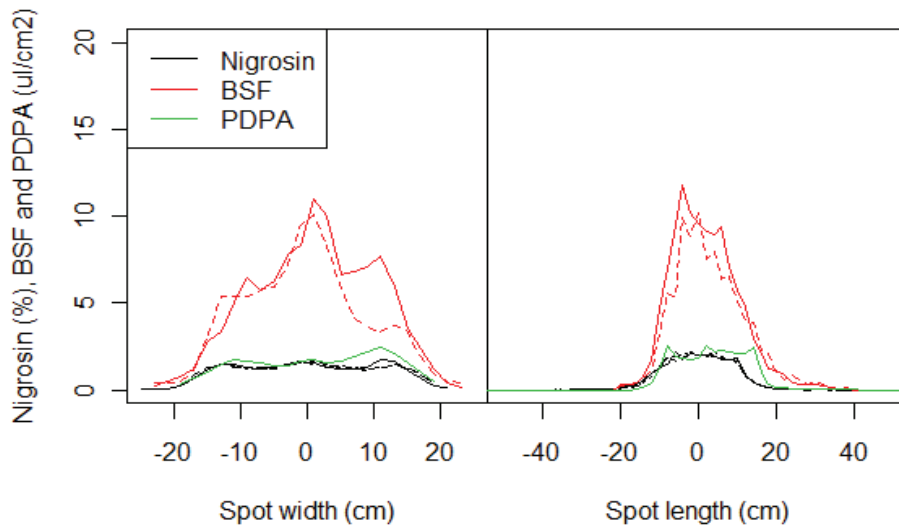 Nigrosin (%), BSF and PDPA (ul/cm2)
20
15
10
5
0
Nigrosin
BSF
PDPA
-20 -10 0 10 20
-40 -20 0 20 40
Spot width (cm)
Spot length (cm)